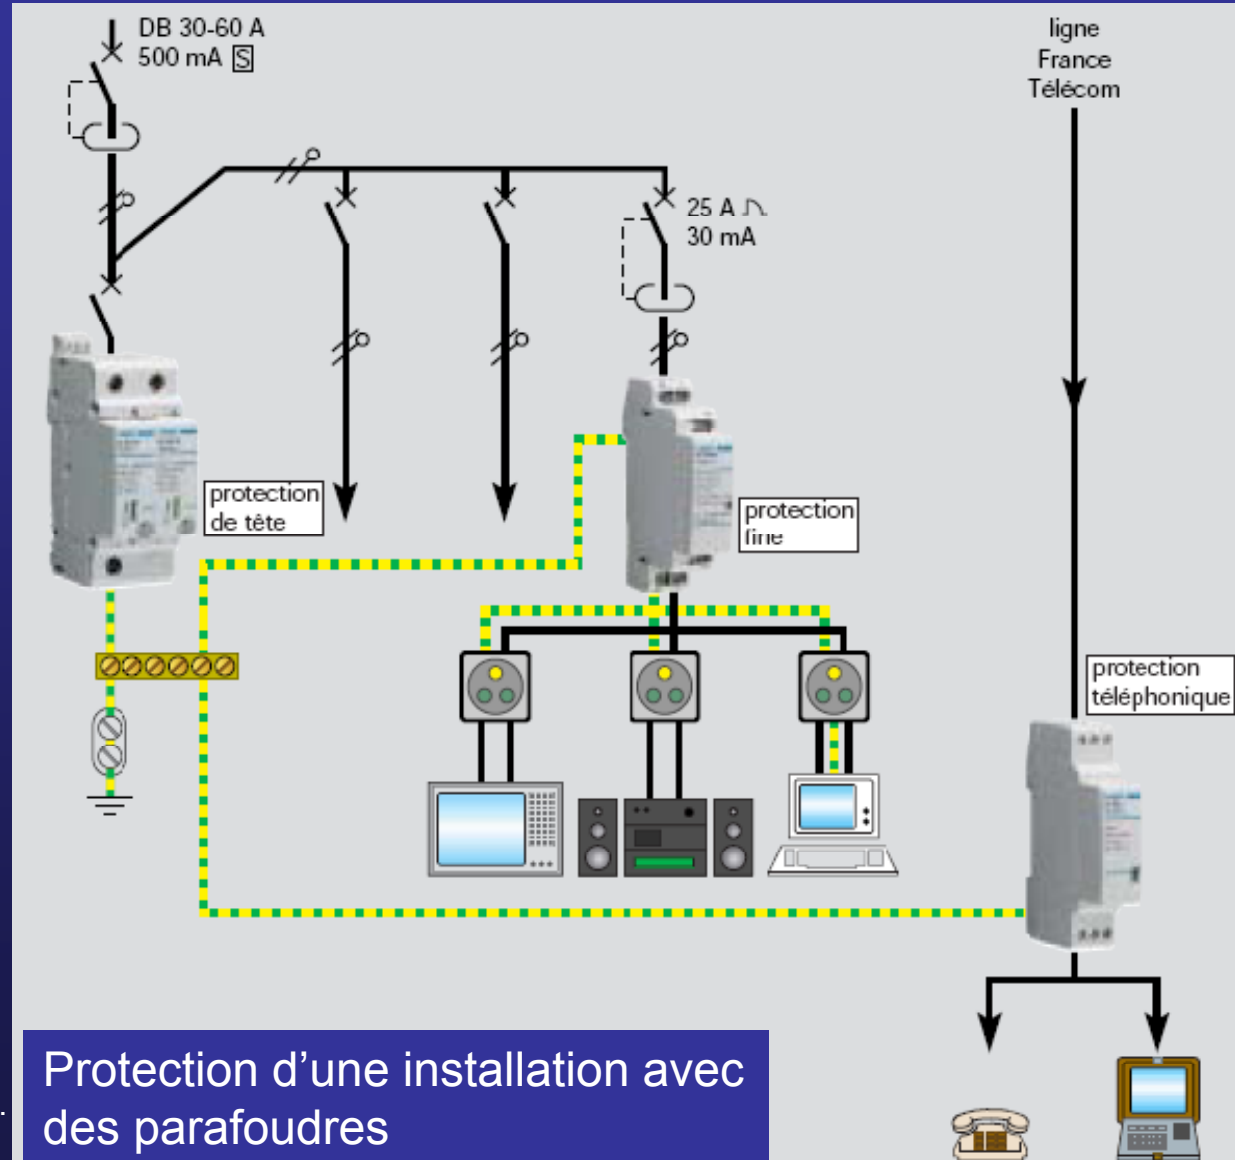 DB 30-60 A
500 mA S
ligne
France
Télécom
25 A
30 mA
protection
de tête
protection
fine
protection
téléphonique
Protection d’une installation avec
des parafoudres